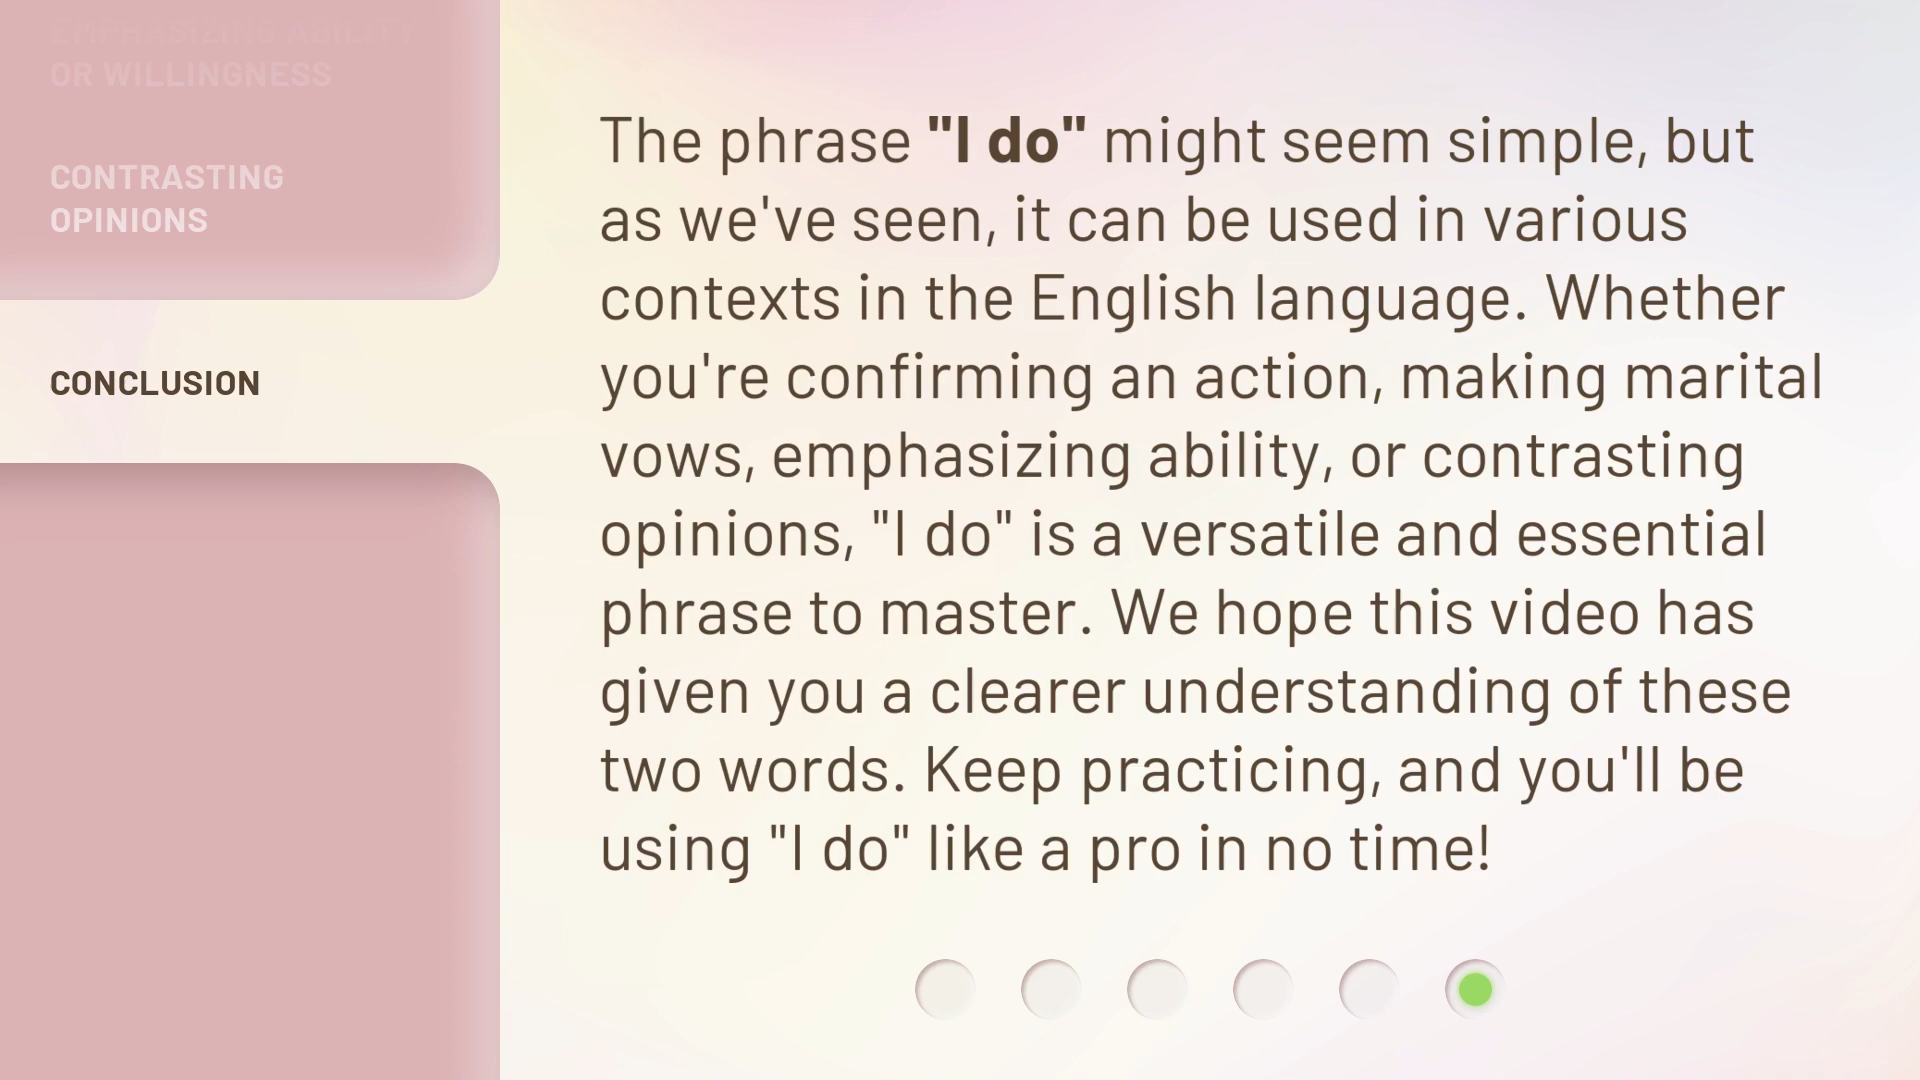 EMPHASIZING ABILITY
OR WILLINGNESS
CONTRASTING
OPINIONS
CONCLUSION
The phrase "I do" might seem simple, but
as we've seen, it can be used in various
contexts in the English language. Whether
you're confirming an action, making marital
vows, emphasizing ability, or contrasting
opinions, "I do" is a versatile and essential
phrase to master. We hope this video has
given you a clearer understanding of these
two words. Keep practicing, and you'll be
using "I do" like a pro in no time!